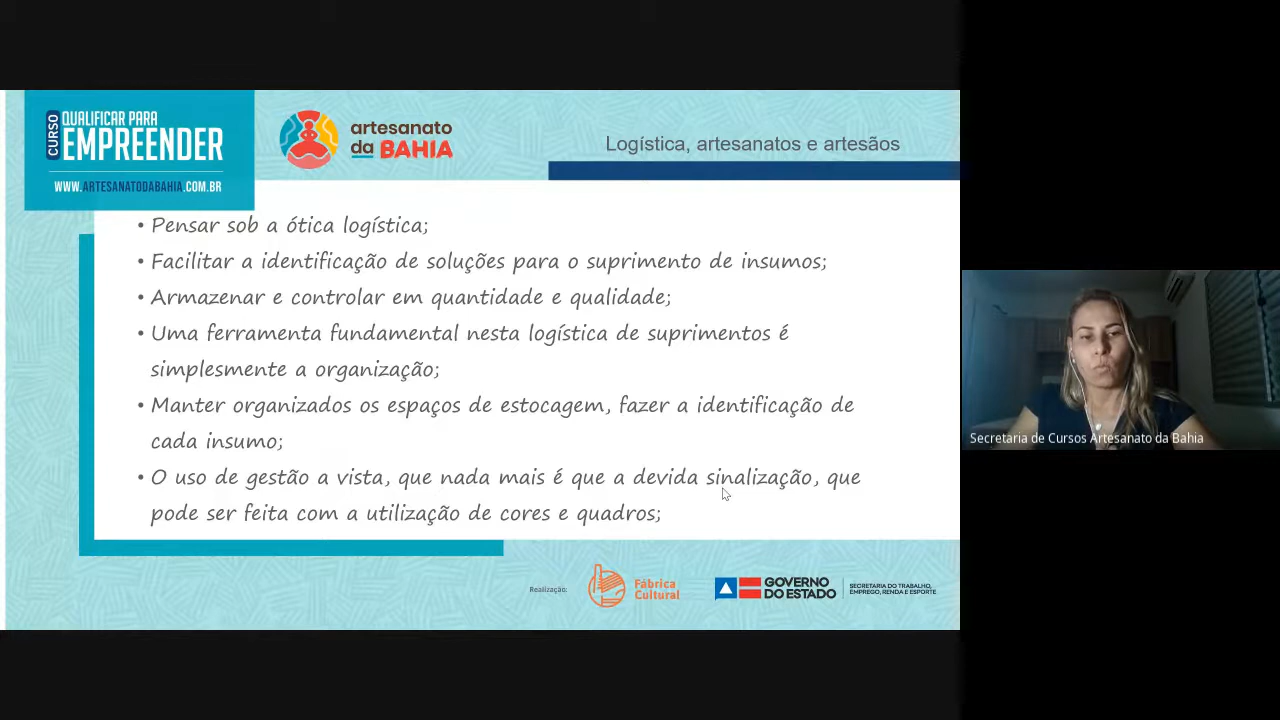 CURSO
QUALIFICAR PARA
EMPREENDER
WWW.ARTESANATODABAHIA.COM.BR
artesanato
da BAHIA
Logística, artesanatos e artesãos
• Pensar sob a ótica logística;
• Facilitar a identificação de soluções para o suprimento de insumos;
• Armazenar e controlar em quantidade e qualidade;
• Uma ferramenta fundamental nesta logística de suprimentos é
simplesmente a organização;
• Manter organizados os espaços de estocagem, fazer a identificação de
cada insumo;
• O uso de gestão a vista, que nada mais é que a devida sinalização, que
pode ser feita com a utilização de cores e quadros;
Secretaria de Cursos Artesanato da Bahia
Realização:
Fábrica
Cultural
GOVERNO
DO ESTADO
SECRETARIA DO TRABALHO,
EMPREGO, RENDA E ESPORTE